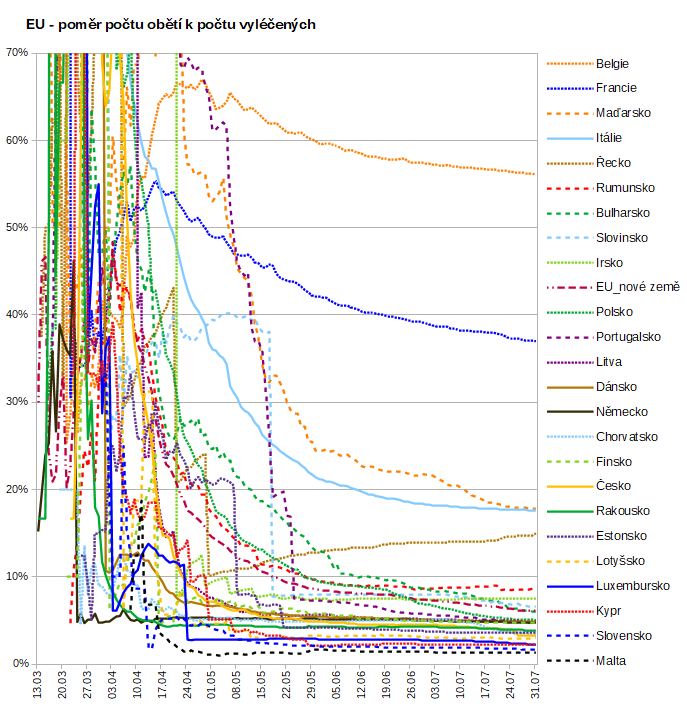 EU - poměr počtu obětí k počtu vyléčených
70%
60%
50%
40%
30%
20%
10%
0%
13.03
20.03
27.03
03.04
10.04
17.04
24.04
01.05
08.05
15.05
22.05
29.05
05.06
12.06
19.06
26.06
03.07
10.07
17.07
24.07
31.07
Belgie
Francie
Maďarsko
Itálie
Řecko
Rumunsko
Bulharsko
Slovinsko
Irsko
EU_nové země
Polsko
Portugalsko
Litva
Dánsko
Německo
Chorvatsko
Finsko
Česko
Rakousko
Estonsko
Lotyšsko
Luxembursko
Kypr
Slovensko
Malta